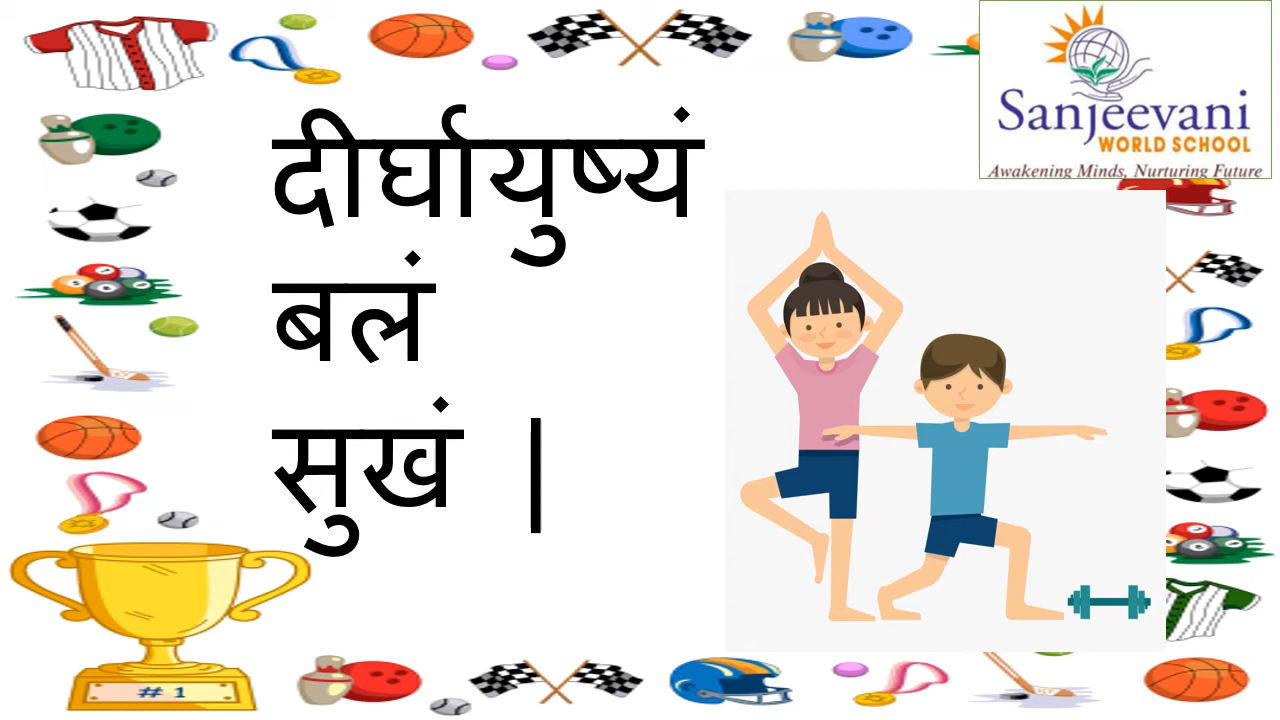 Sanjeevani
WORLD SCHOOL
Awakening Minds, Nurturing Future
दीर्घायुष्यं
बलं
सुखं |
# 1